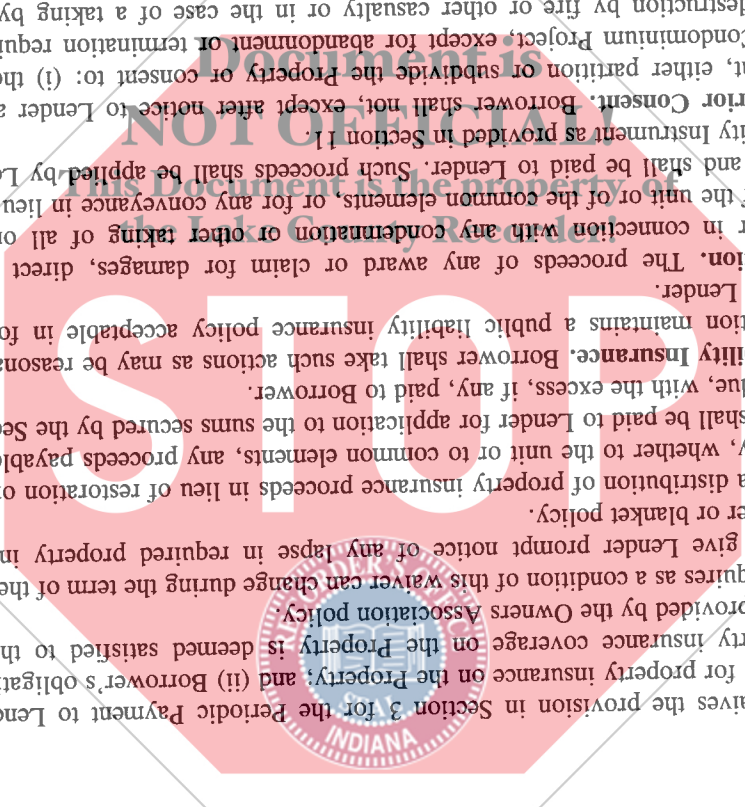 aives the provision in Section 3 for the Periodic Payment to Lend
for property insurance on the Property; and (ii) Borrower's obligat
rty insurance coverage on the Property is deemed satisfied to th
provided by the Owners Association policy.
quires as a condition of this waiver can change during the term of the
give Lender prompt notice of any lapse in required property in
er or blanket policy.
a distribution of property insurance proceeds in lieu of restoration o
y, whether to the unit or to common elements, any proceeds payabl
shall be paid to Lender for application to the sums secured by the Sec
due, with the excess, if any, paid to Borrower.
ility Insurance. Borrower shall take such actions as may be reasona
tion maintains a public liability insurance policy acceptable in fo
Lender.
tion. The proceeds of any award or claim for damages, direct
r in connection with any condemnation or other taking of all or
f the unit or of the common elements, or for any conveyance in lieu
and shall be paid to Lender. Such proceeds shall be applied by Le
ity Instrument as provided in Section 11.
rior Consent. Borrower shall not, except after notice to Lender a
nt, either partition or subdivide the Property or consent to: (i) the
Condominium Project, except for abandonment or termination requi
destruction by fire or other casualty or in the case of a taking by
Document is
NOT OFFICIAL!
This Document is the property of
the Lake County Recorder!
STOP
RECORDER'S OFFICE
SEAL
INDIANA